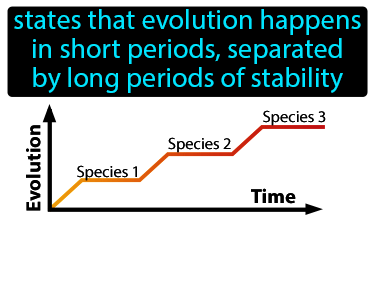 states that evolution happens
in short periods, separated
by long periods of stability
Species 3
Species 2
Species 1
Evolution
Time